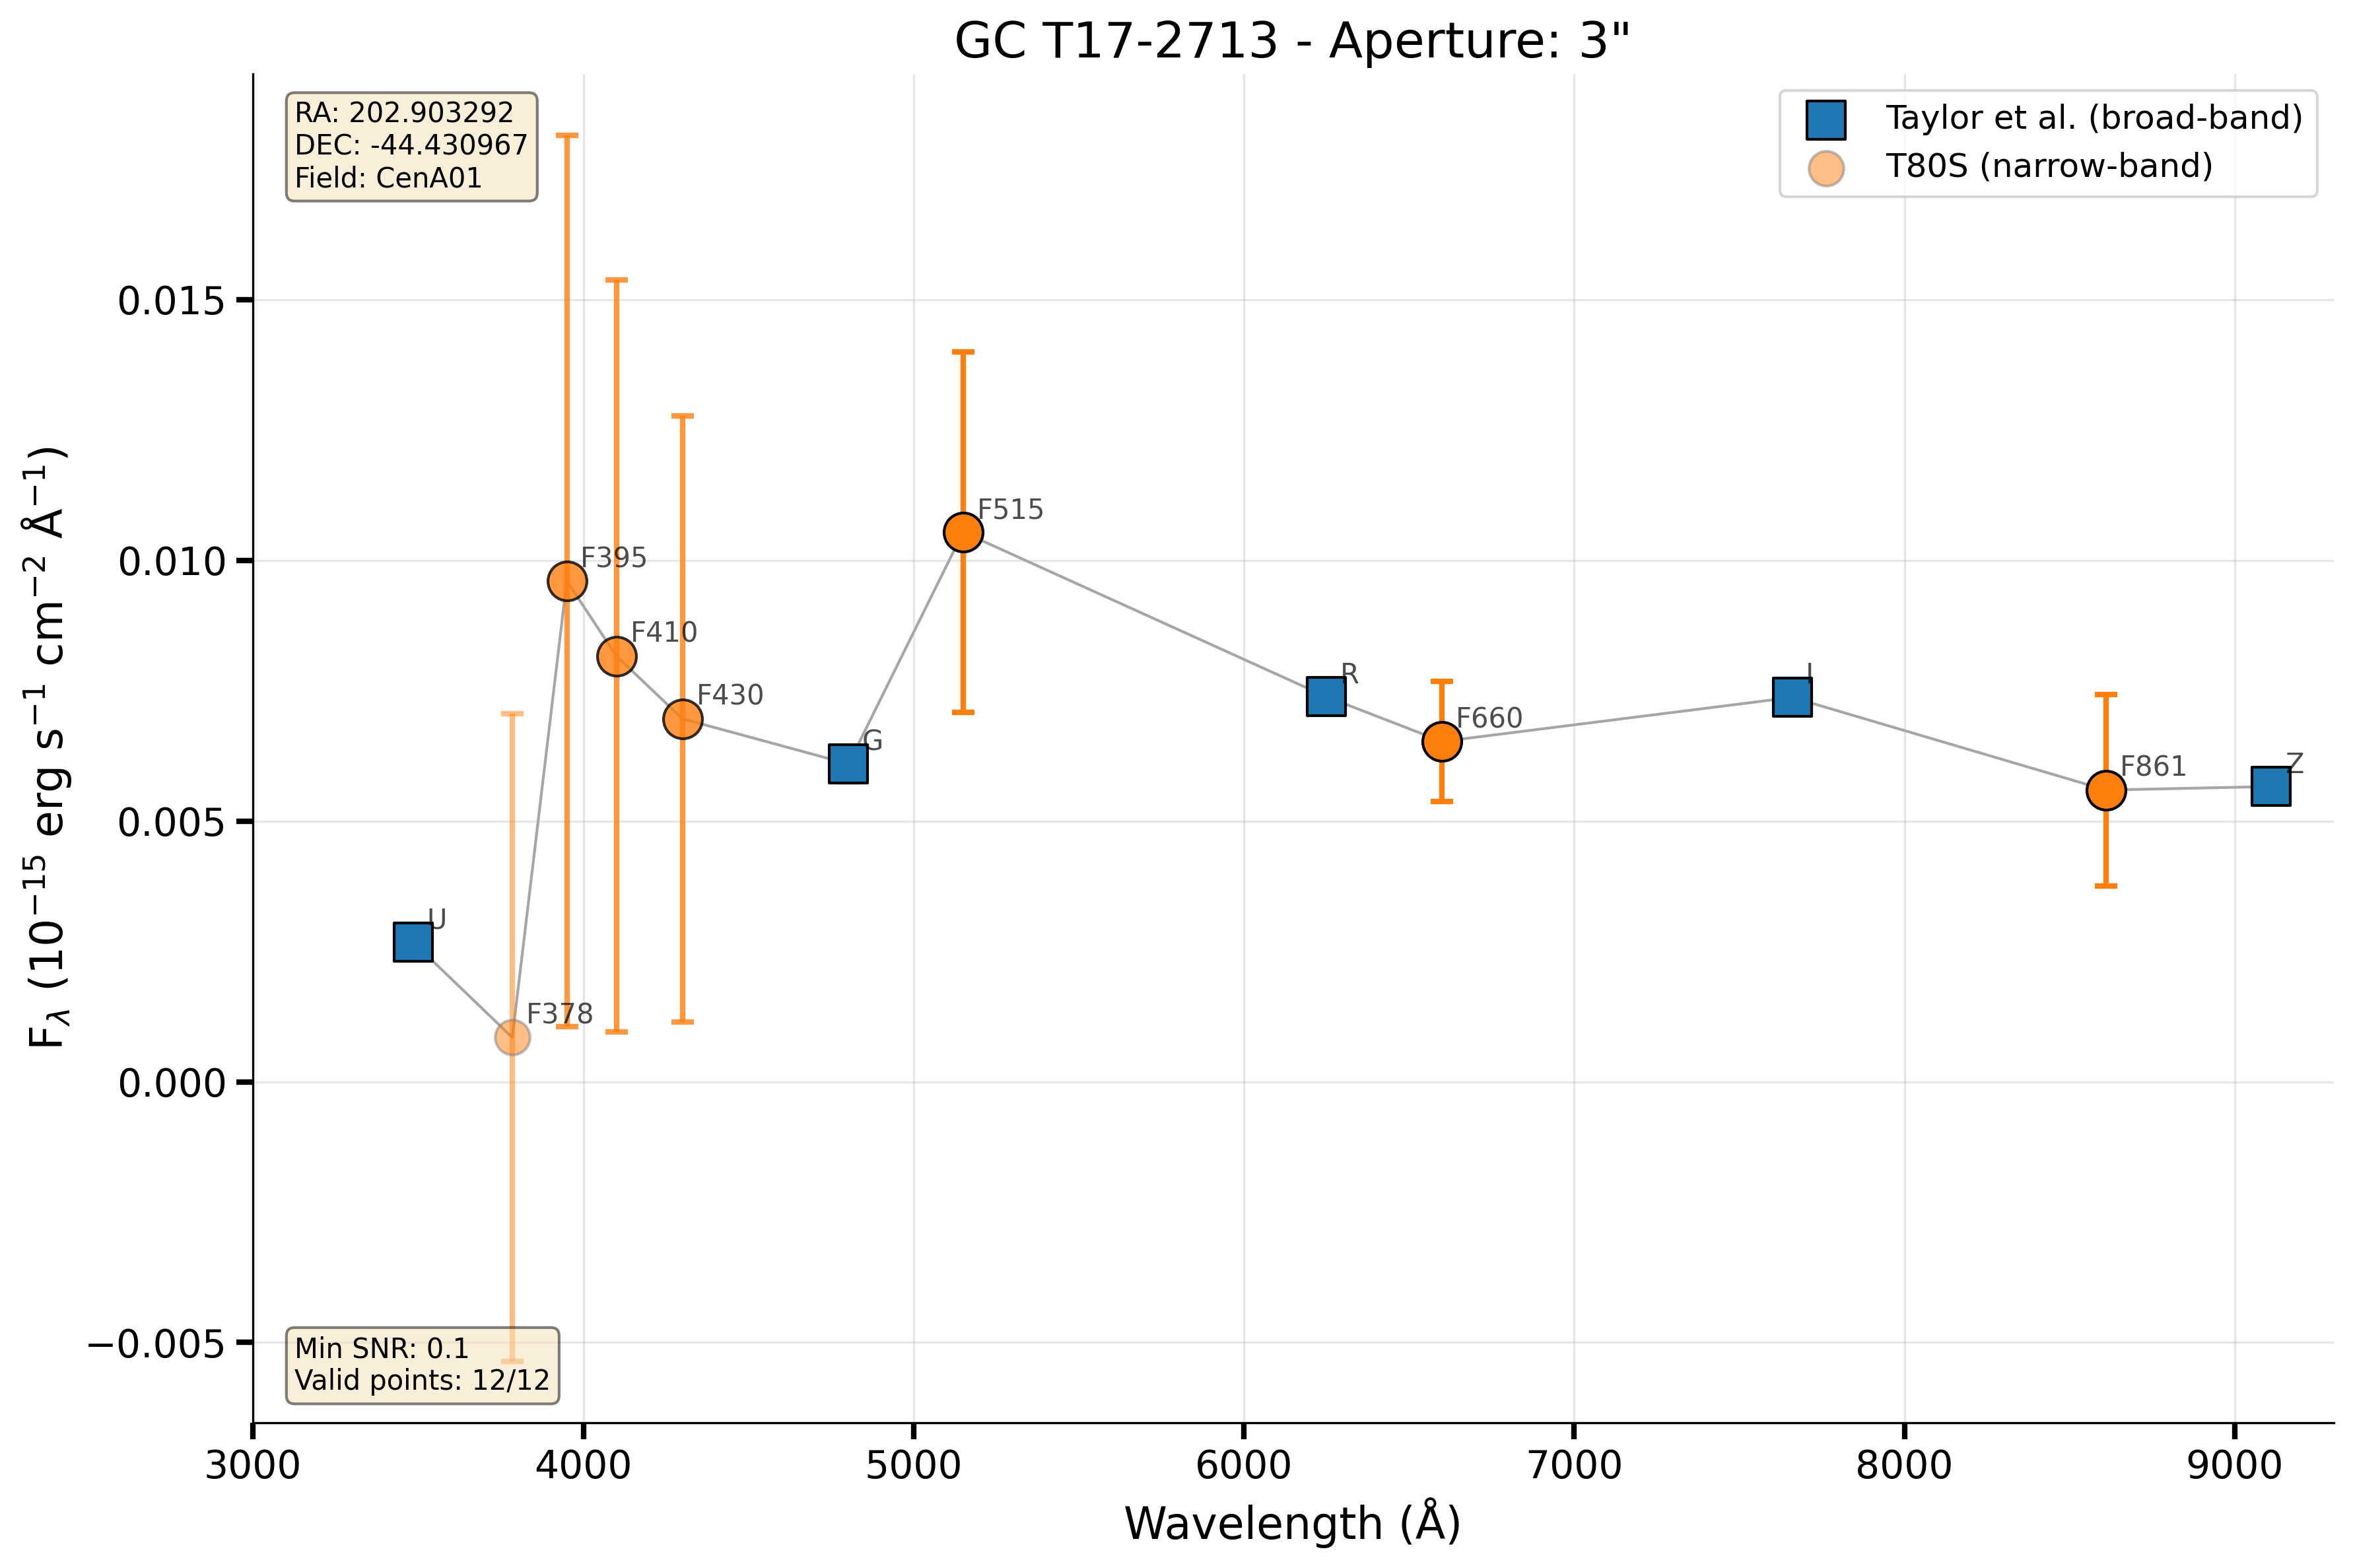 GC T17-2713 - Aperture: 3"
RA: 202.903292
DEC: -44.430967
Field: CenA01
Taylor et al. (broad-band)
T80S (narrow-band)
F_λ (10⁻¹⁵ erg s⁻¹ cm⁻² Å⁻¹)
0.015
0.010
0.005
0.000
−0.005
U
F378
F395
F410
F430
G
F515
R
F660
I
F861
Z
Min SNR: 0.1
Valid points: 12/12
3000 4000 5000 6000 7000 8000 9000
Wavelength (Å)